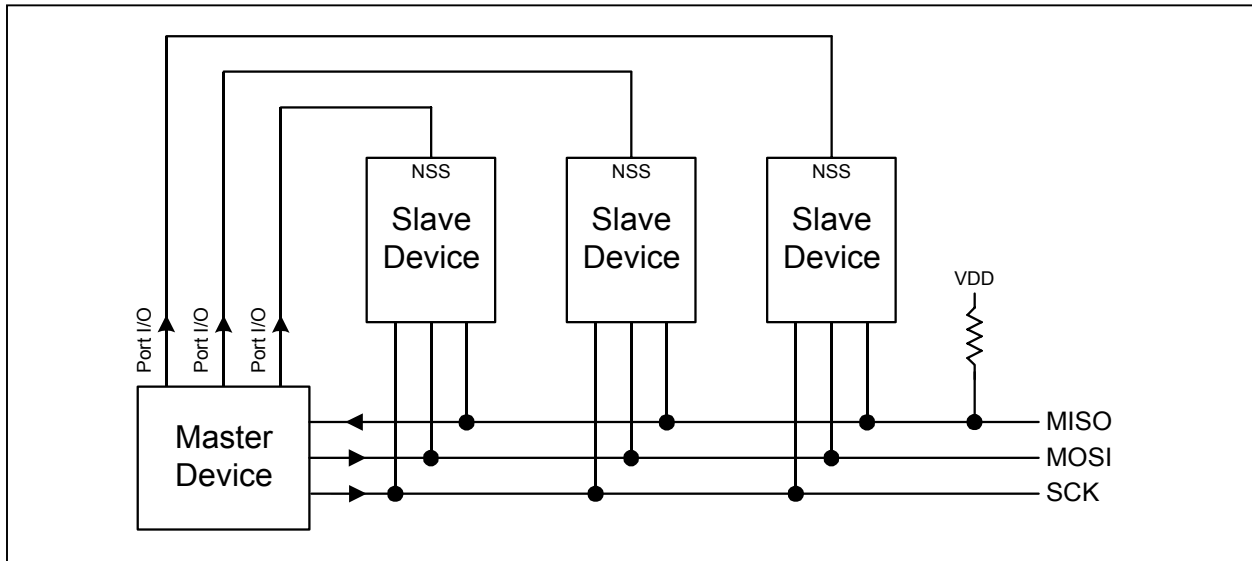 NSS
Slave
Device
NSS
Slave
Device
NSS
Slave
Device
VDD
Port I/O
Port I/O
Port I/O
Master
Device
MISO
MOSI
SCK